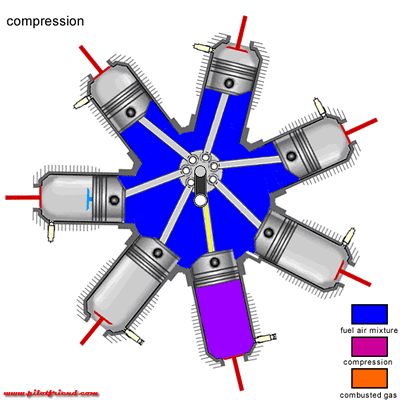 compression
fuel air mixture
compression
combusted gas
www.pilotfriend.com